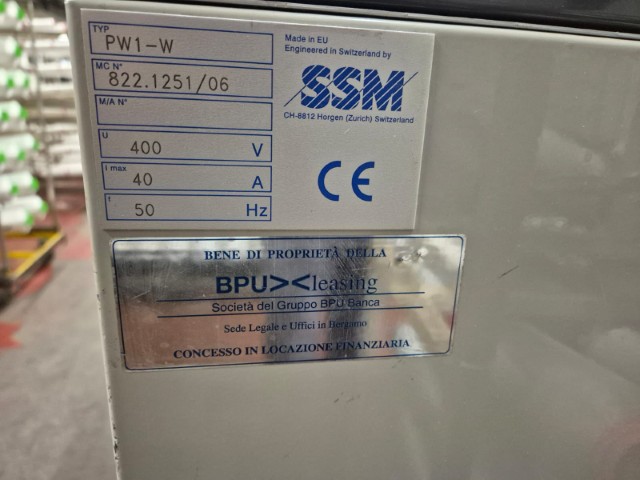 TYP
PW1-W
MC N°
822.1251/06
M/A N°
U
400 V
I max
40 A
f
50 Hz
Made in EU
Engineered in Switzerland by
SSM
CH-8812 Horgen (Zurich) Switzerland
CE
BENE DI PROPRIETÀ DELLA
BPU><leasing
Società del Gruppo BPU Banca
Sede Legale e Uffici in Bergamo
CONCESSO IN LOCAZIONE FINANZIARIA